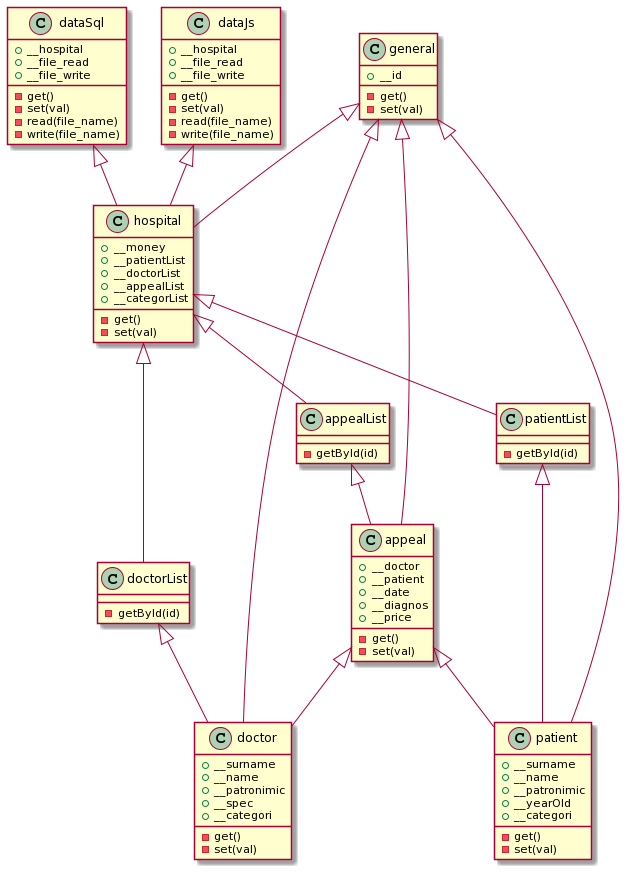 C dataSql
__hospital
__file_read
__file_write
get()
set(val)
read(file_name)
write(file_name)
C dataJs
__hospital
__file_read
__file_write
get()
set(val)
read(file_name)
write(file_name)
C general
__id
get()
set(val)
C hospital
__money
__patientList
__doctorList
__appealList
__categorList
get()
set(val)
C appealList
getById(id)
C patientList
getById(id)
C appeal
__doctor
__patient
__date
__diagnos
__price
get()
set(val)
C doctorList
getById(id)
C doctor
__surname
__name
__patronimic
__spec
__categori
get()
set(val)
C patient
__surname
__name
__patronimic
__yearOld
__categori
get()
set(val)